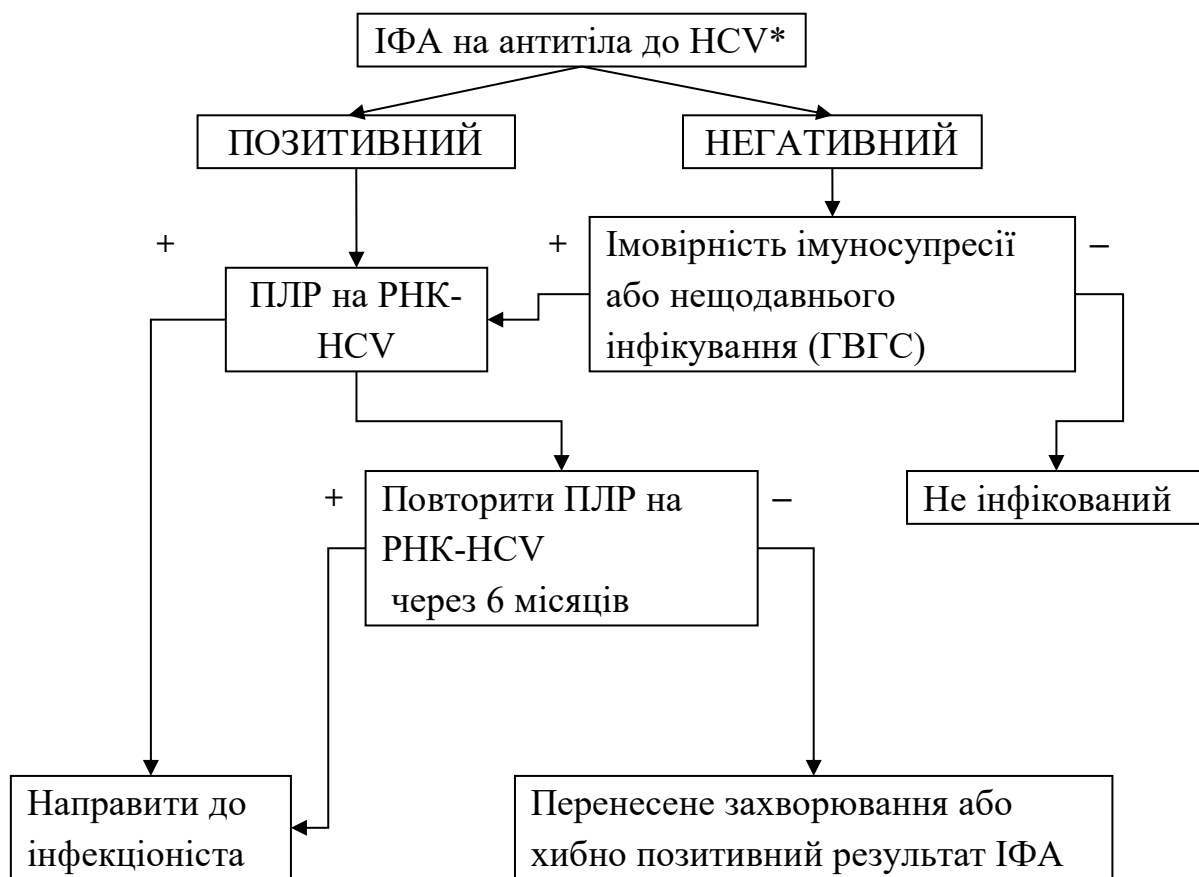 ІФА на антитіла до HCV*
ПОЗИТИВНИЙ
НЕГАТИВНИЙ
+
ПЛР на РНК-
HCV
+
Імовірність імуносупресії
або нещодавнього
інфікування (ГВГС)
–
+
Повторити ПЛР на
РНК-HCV
через 6 місяців
–
Не інфікований
Направити до
інфекціоніста
Перенесене захворювання або
хибно позитивний результат ІФА